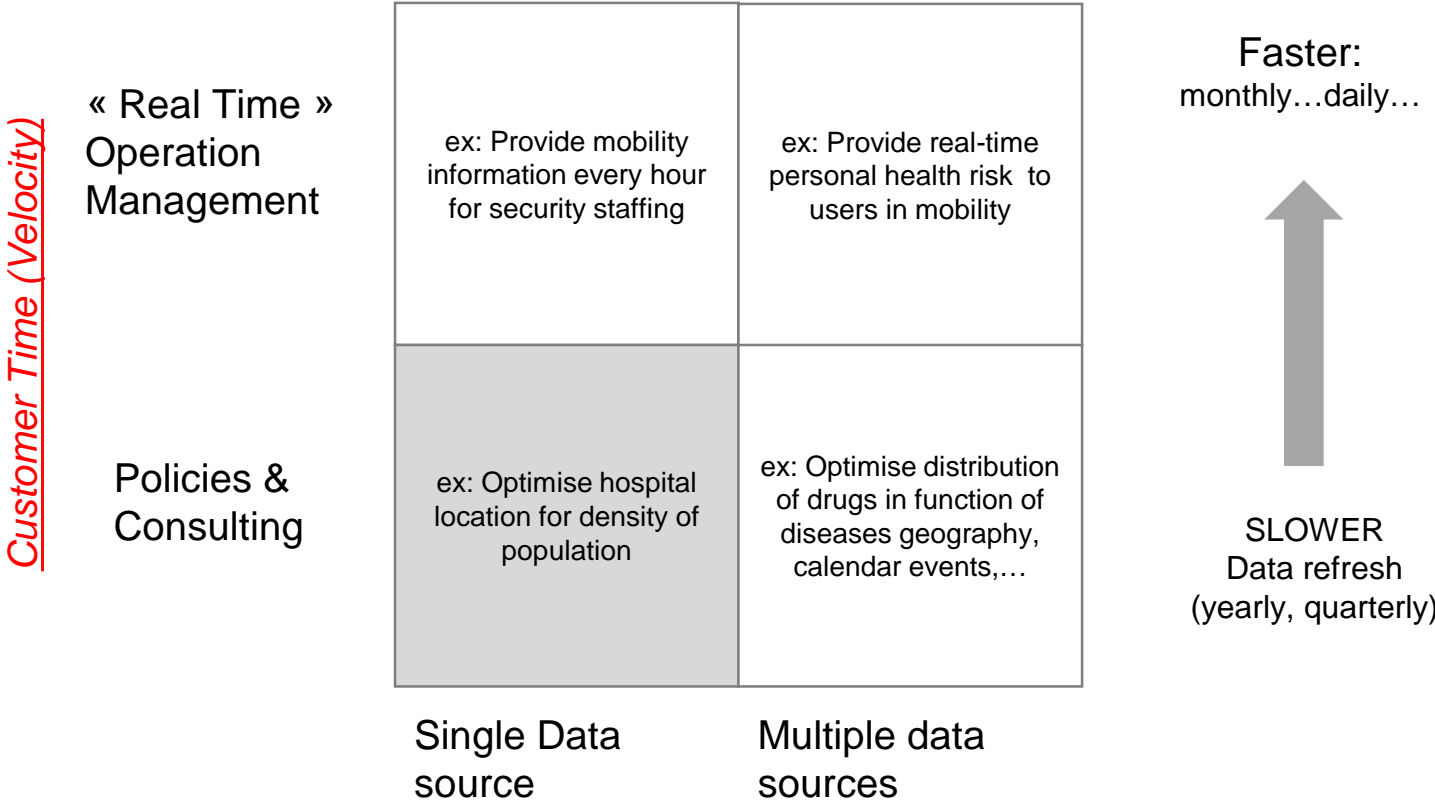 Customer Time (Velocity)
« Real Time »
Operation
Management
ex: Provide mobility
information every hour
for security staffing
ex: Provide real-time
personal health risk to
users in mobility
Faster:
monthly…daily…
Policies &
Consulting
ex: Optimise hospital
location for density of
population
ex: Optimise distribution
of drugs in function of
diseases geography,
calendar events,…
SLOWER
Data refresh
(yearly, quarterly)
Single Data
source
Multiple data
sources